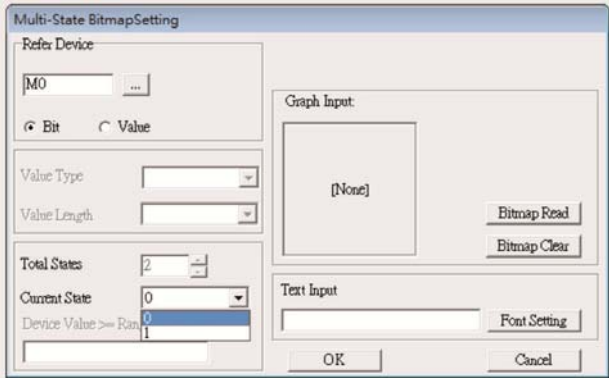 Multi-State BitmapSetting
Refer Device
M0
...
Bit
Value
Value Type
Value Length
Total States
2
Current State
0
0
1
Device Value >= Ran
Graph Input:
[None]
Bitmap Read
Bitmap Clear
Text Input
Font Setting
OK
Cancel